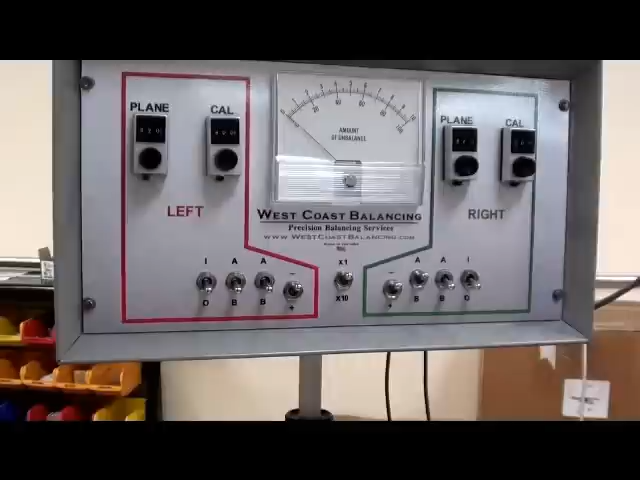 PLANE
CAL
LEFT
AMOUNT
OF UNBALANCE
West Coast Balancing
Precision Balancing Services
www.WestCoastBalancing.com
PLANE
CAL
RIGHT
I A A −
O B B +
X1
X10
− A A I
+ B B O